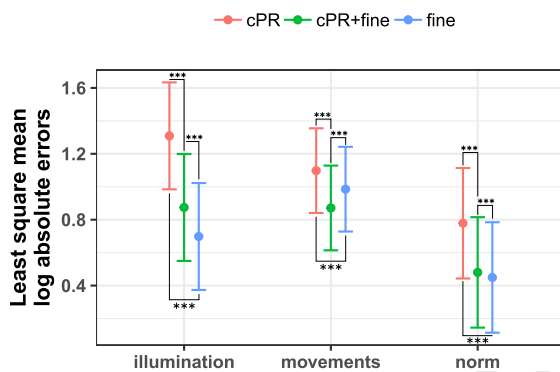 cPR cPR+fine fine
Least square mean
log absolute errors
1.6
1.2
0.8
0.4
*** *** ***
*** *** ***
*** *** ***
illumination movements norm